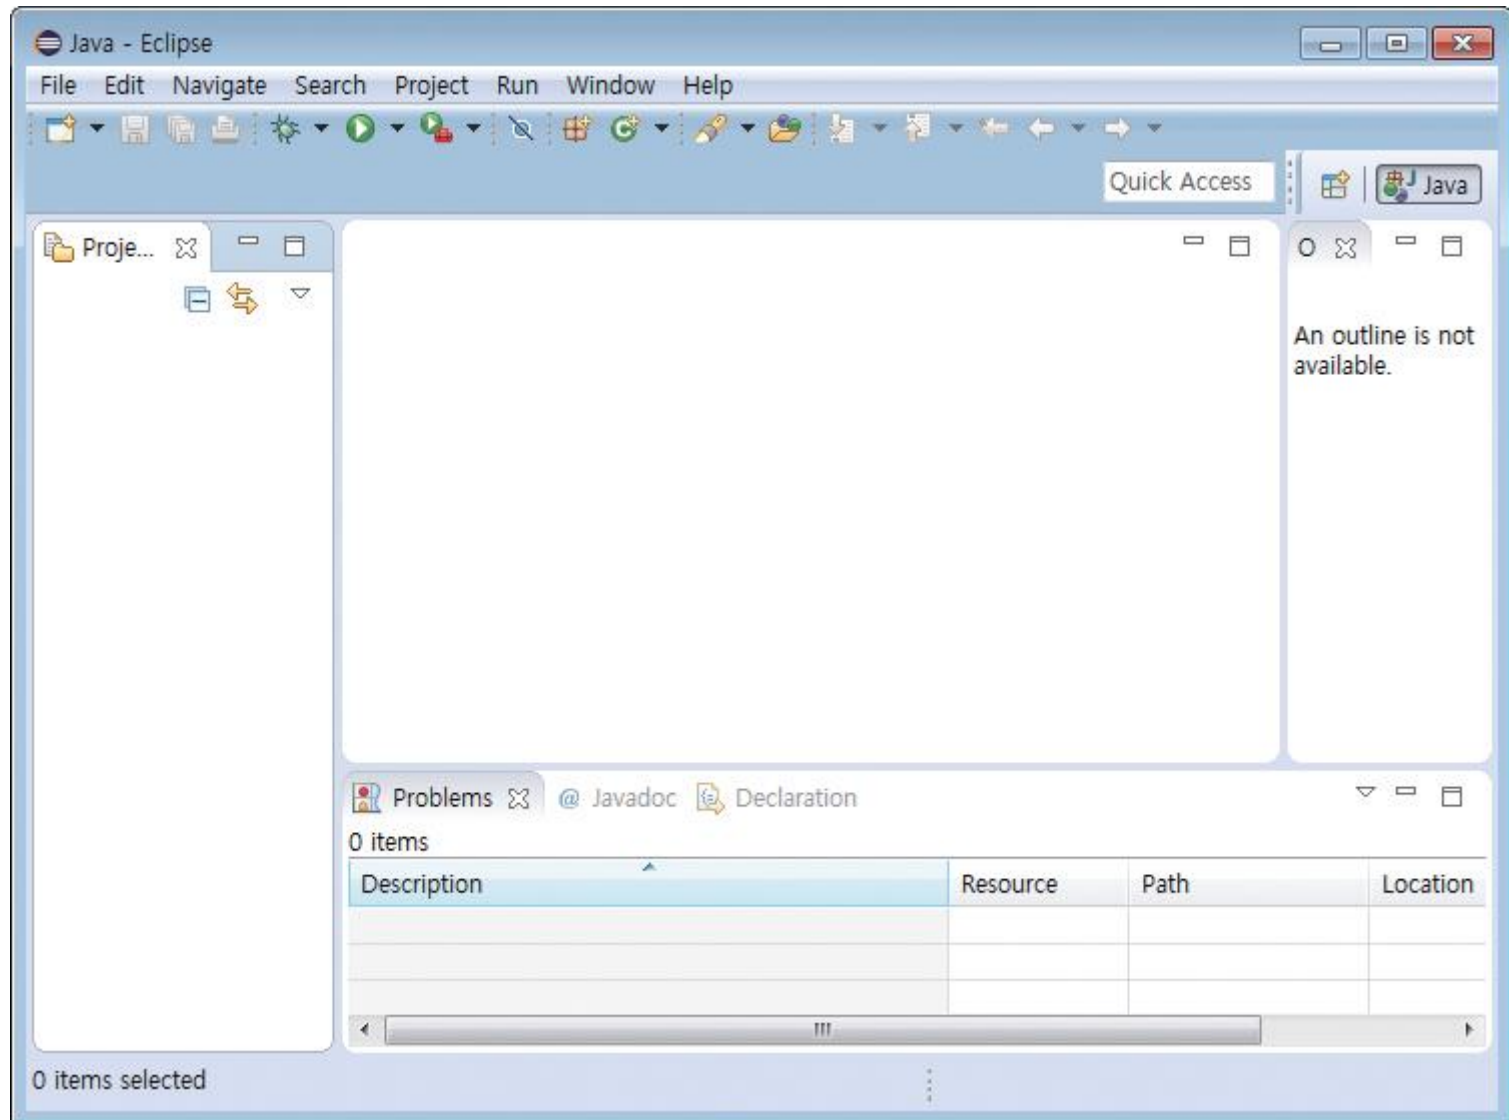 Java - Eclipse
File Edit Navigate Search Project Run Window Help
Quick Access
Java
Proje...
O
An outline is not
available.
Problems @ Javadoc Declaration
0 items
Description Resource Path Location
0 items selected